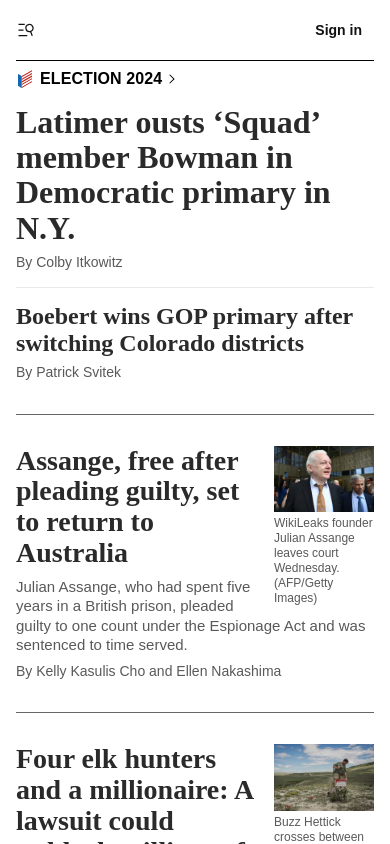 Sign in
ELECTION 2024
Latimer ousts ‘Squad’
member Bowman in
Democratic primary in
N.Y.
By Colby Itkowitz
Boebert wins GOP primary after
switching Colorado districts
By Patrick Svitek
Assange, free after
pleading guilty, set
to return to
Australia
WikiLeaks founder
Julian Assange
leaves court
Wednesday.
(AFP/Getty
Images)
Julian Assange, who had spent five
years in a British prison, pleaded
guilty to one count under the Espionage Act and was
sentenced to time served.
By Kelly Kasulis Cho and Ellen Nakashima
Four elk hunters
and a millionaire: A
lawsuit could
Buzz Hettick
crosses between